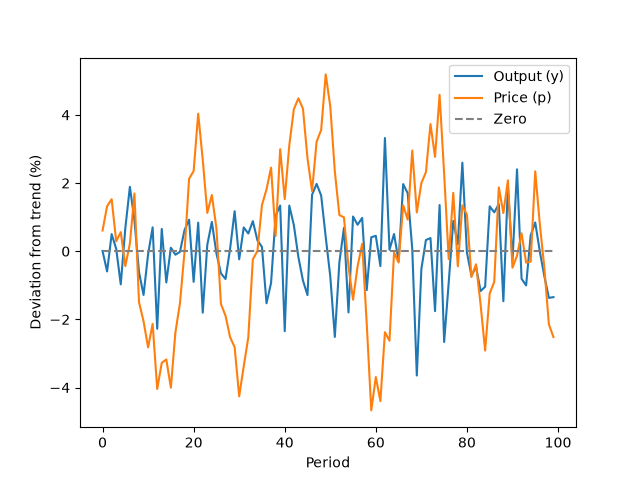 Output (y)
Price (p)
Zero
Deviation from trend (%)
4
2
0
−2
−4
0
20
40
60
80
100
Period